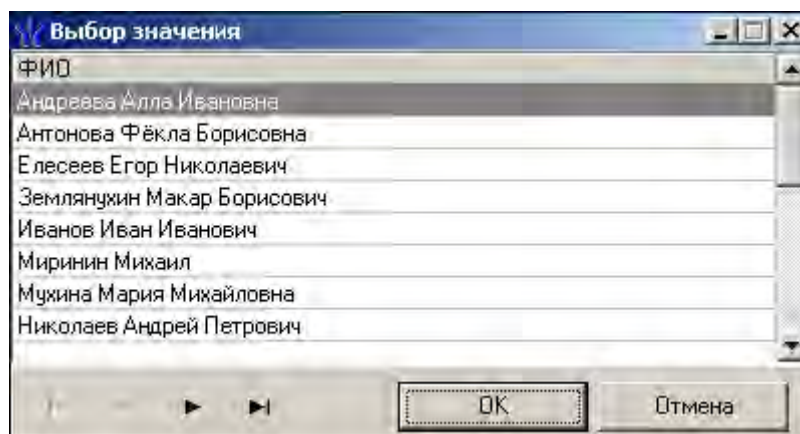 Выбор значения
ФИО
Андреева Алла Ивановна
Антонова Фёкла Борисовна
Елесеев Егор Николаевич
Землянухин Макар Борисович
Иванов Иван Иванович
Миринин Михаил
Мухина Мария Михайловна
Николаев Андрей Петрович
OK
Отмена